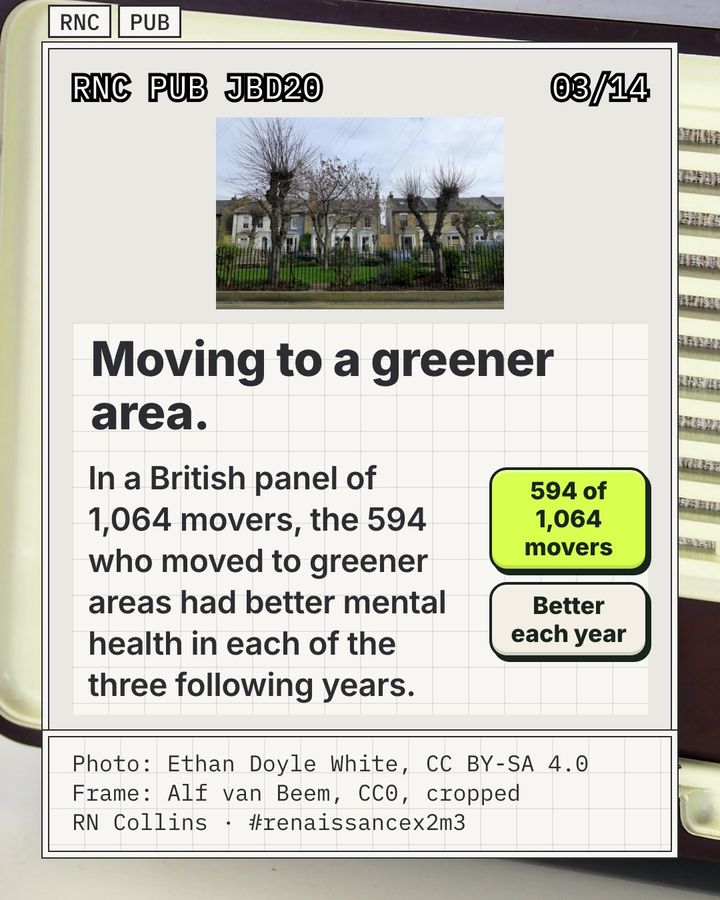 RNC PUB
RNC PUB JBD20 03/14
Moving to a greener
area.
In a British panel of
1,064 movers, the 594
who moved to greener
areas had better mental
health in each of the
three following years.
594 of
1,064
movers
Better
each year
Photo: Ethan Doyle White, CC BY-SA 4.0
Frame: Alf van Beem, CC0, cropped
RN Collins · #renaissancex2m3